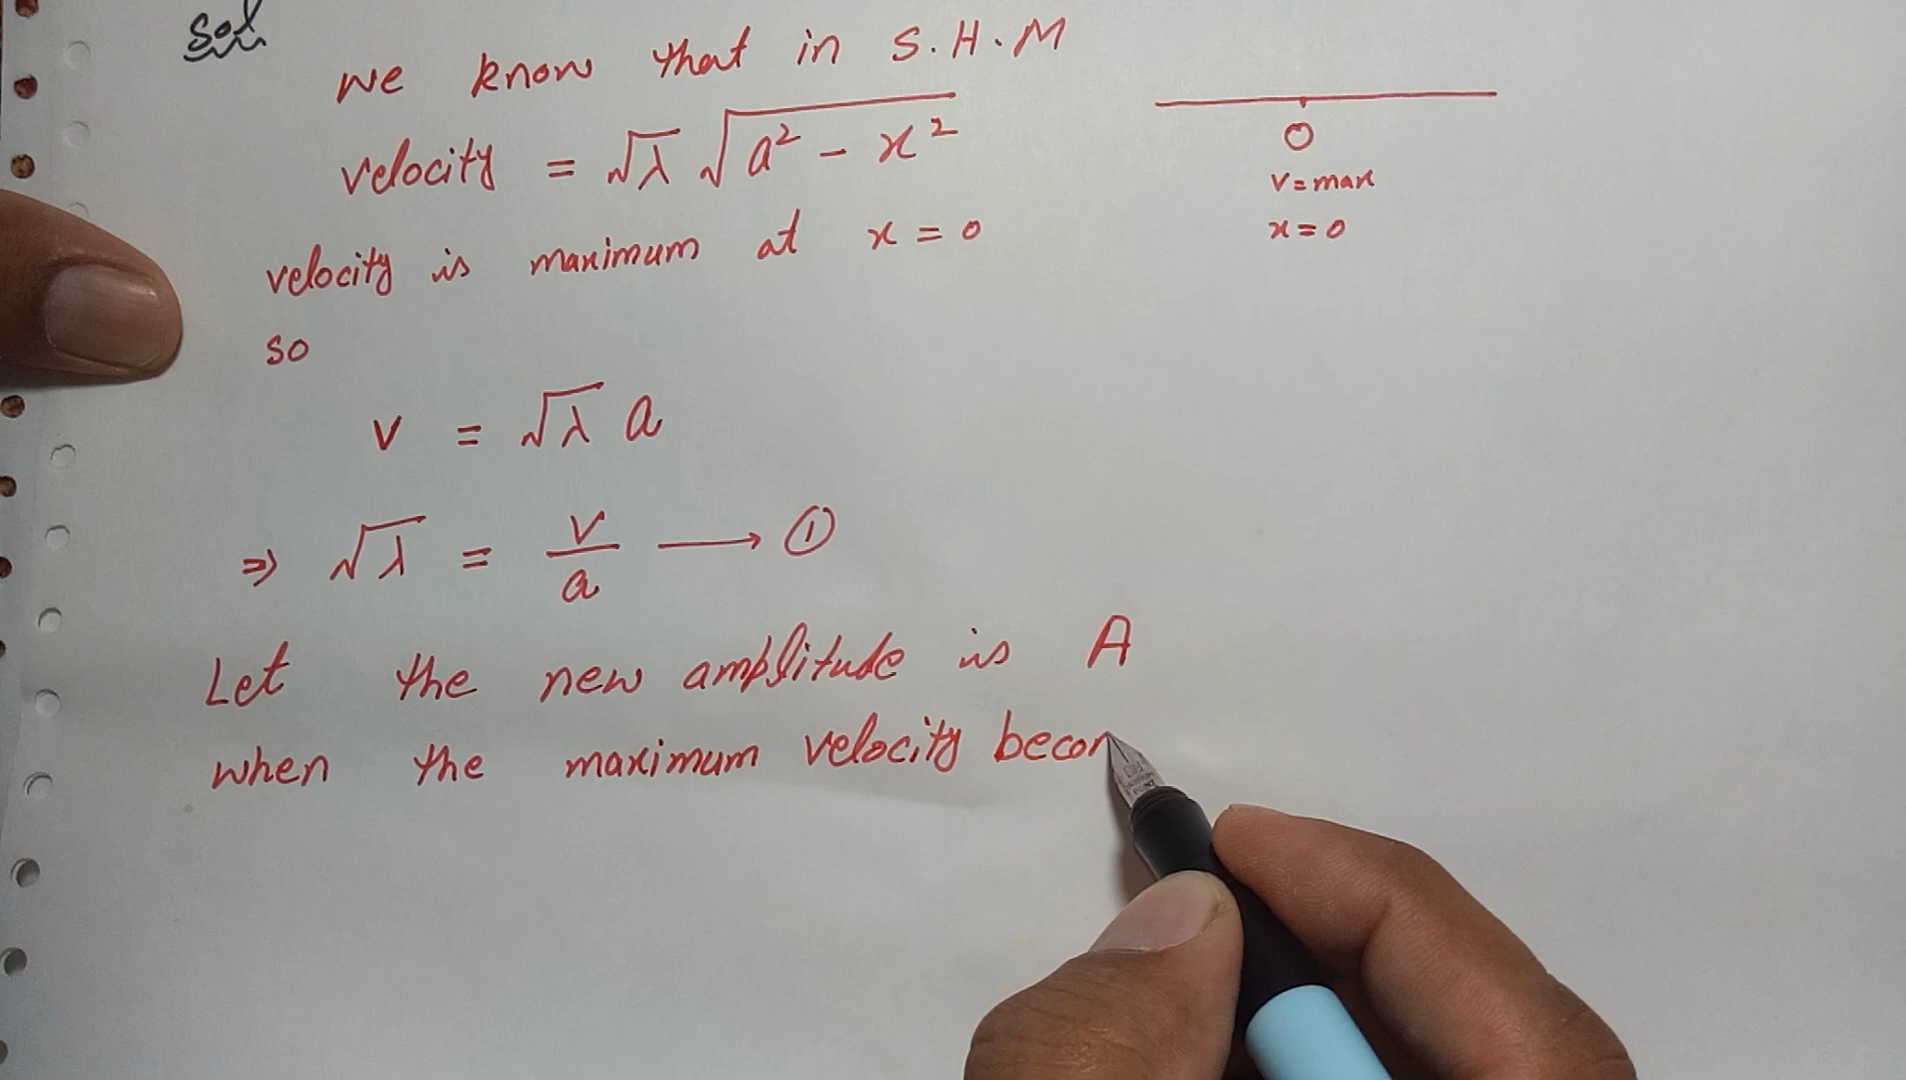 Sol
We know that in S.H.M
velocity = √λ √(a² - x²)
O
v = max
x = 0
velocity is maximum at x = 0
so
v = √λ a
⇒ √λ = v/a ⟶ ①
Let the new amplitude is A
when the maximum velocity becom